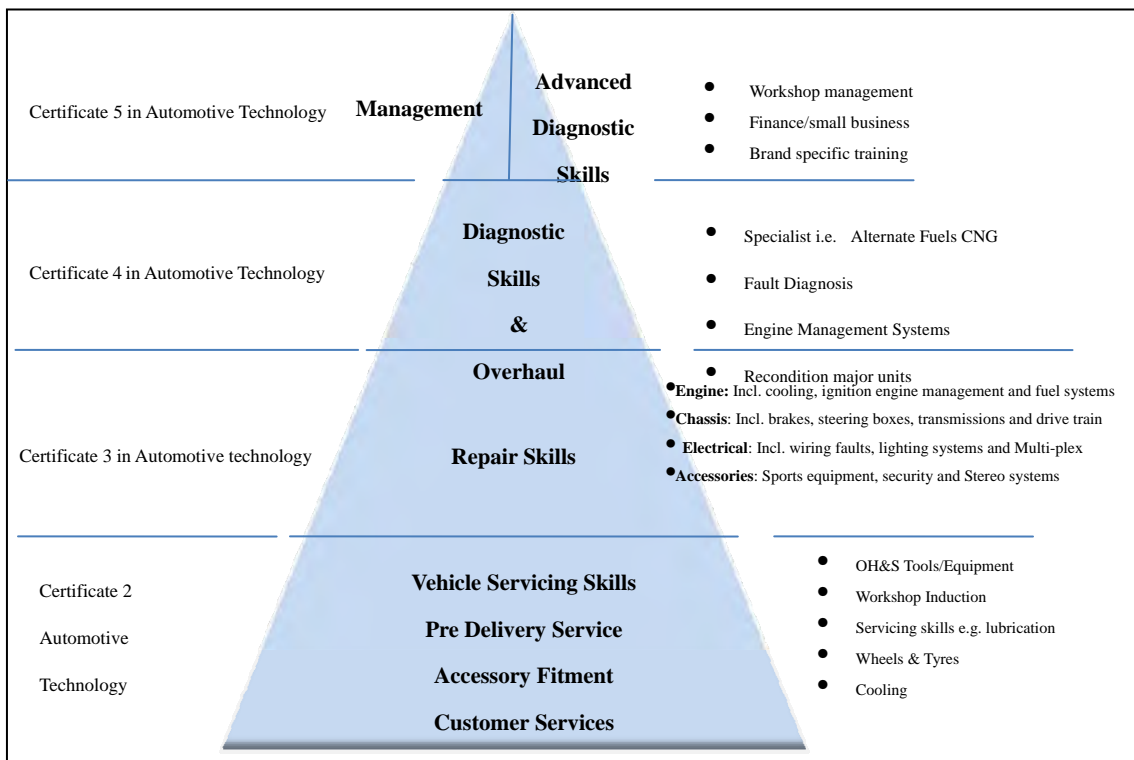 Certificate 5 in Automotive Technology
Management
Advanced
Diagnostic
Skills
● Workshop management
● Finance/small business
● Brand specific training
Certificate 4 in Automotive Technology
Diagnostic
Skills
&
Overhaul
● Specialist i.e. Alternate Fuels CNG
● Fault Diagnosis
● Engine Management Systems
● Recondition major units
Certificate 3 in Automotive technology
Repair Skills
●Engine: Incl. cooling, ignition engine management and fuel systems
●Chassis: Incl. brakes, steering boxes, transmissions and drive train
● Electrical: Incl. wiring faults, lighting systems and Multi-plex
●Accessories: Sports equipment, security and Stereo systems
Certificate 2
Automotive
Technology
Vehicle Servicing Skills
Pre Delivery Service
Accessory Fitment
Customer Services
● OH&S Tools/Equipment
● Workshop Induction
● Servicing skills e.g. lubrication
● Wheels & Tyres
● Cooling